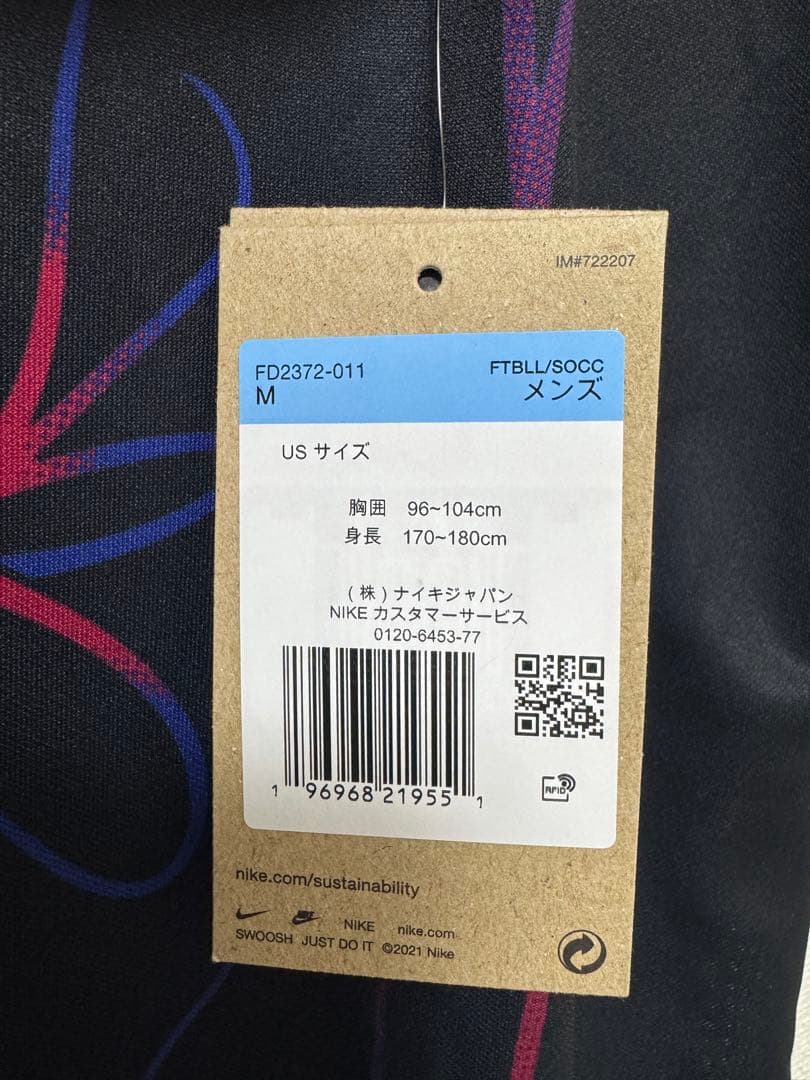 IM#722207
FD2372-011
FTBLL/SOCC
M
メンズ
US サイズ
胸囲 96~104cm
身長 170~180cm
(株)ナイキジャパン
NIKE カスタマーサービス
0120-6453-77
RFID
1 96968 21955 1
nike.com/sustainability
NIKE nike.com
SWOOSH JUST DO IT ©2021 Nike